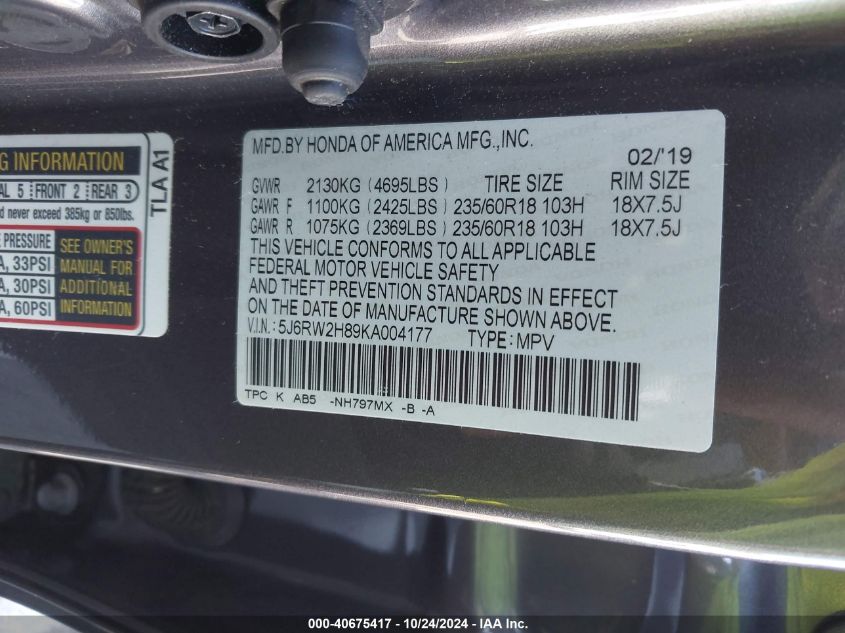 G INFORMATION
AL 5 FRONT 2 REAR 3
d never exceed 385kg or 850lbs.
E PRESSURE
A, 33PSI
A, 30PSI
A, 60PSI
SEE OWNER'S
MANUAL FOR
ADDITIONAL
INFORMATION
TLA A1
MFD.BY HONDA OF AMERICA MFG.,INC.
02/'19
GVWR 2130KG (4695LBS) TIRE SIZE RIM SIZE
GAWR F 1100KG (2425LBS) 235/60R18 103H 18X7.5J
GAWR R 1075KG (2369LBS) 235/60R18 103H 18X7.5J
THIS VEHICLE CONFORMS TO ALL APPLICABLE
FEDERAL MOTOR VEHICLE SAFETY
AND THEFT PREVENTION STANDARDS IN EFFECT
ON THE DATE OF MANUFACTURE SHOWN ABOVE.
V.I.N.: 5J6RW2H89KA004177 TYPE: MPV
TPC K AB5 -NH797MX -B -A
000-40675417 - 10/24/2024 - IAA Inc.